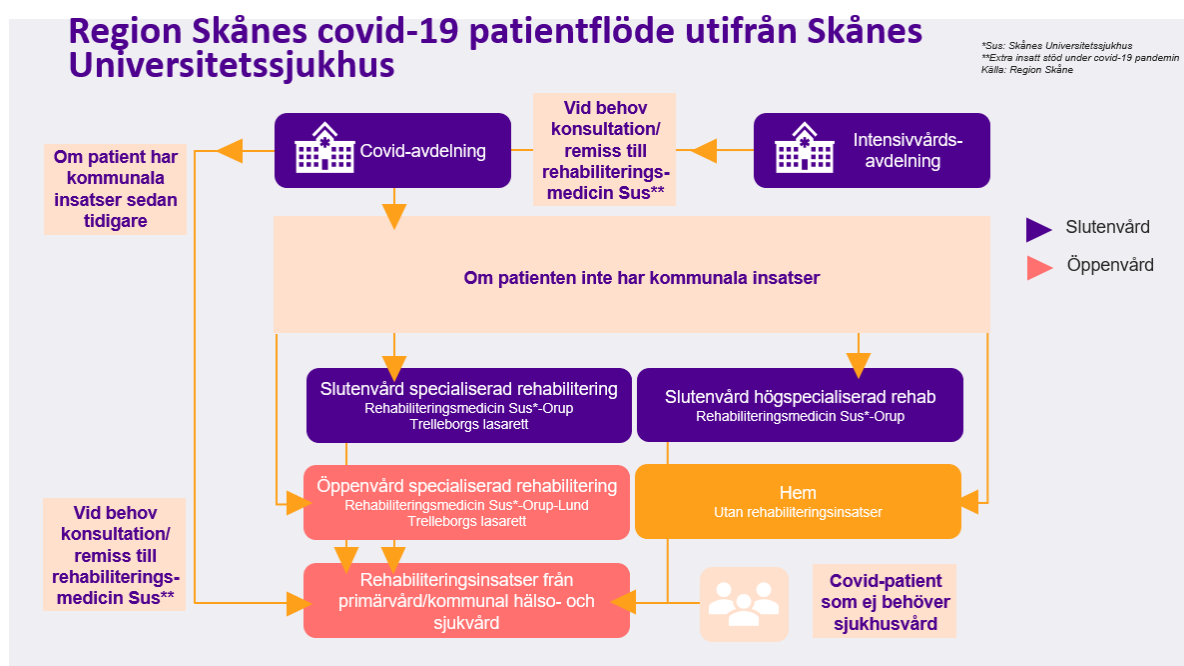 Region Skånes covid-19 patientflöde utifrån Skånes
Universitetssjukhus
*Sus: Skånes Universitetssjukhus
**Extra insatt stöd under covid-19 pandemin
Källa: Region Skåne
Om patient har
kommunala
insatser sedan
tidigare
Covid-avdelning
Vid behov
konsultation/
remiss till
rehabiliterings-
medicin Sus**
Intensivvårds-
avdelning
Slutenvård
Öppenvård
Om patienten inte har kommunala insatser
Slutenvård specialiserad rehabilitering
Rehabiliteringsmedicin Sus*-Orup
Trelleborgs lasarett
Slutenvård högspecialiserad rehab
Rehabiliteringsmedicin Sus*-Orup
Öppenvård specialiserad rehabilitering
Rehabiliteringsmedicin Sus*-Orup-Lund
Trelleborgs lasarett
Hem
Utan rehabiliteringsinsatser
Vid behov
konsultation/
remiss till
rehabiliterings-
medicin Sus**
Rehabiliteringsinsatser från
primärvård/kommunal hälso- och
sjukvård
Covid-patient
som ej behöver
sjukhusvård